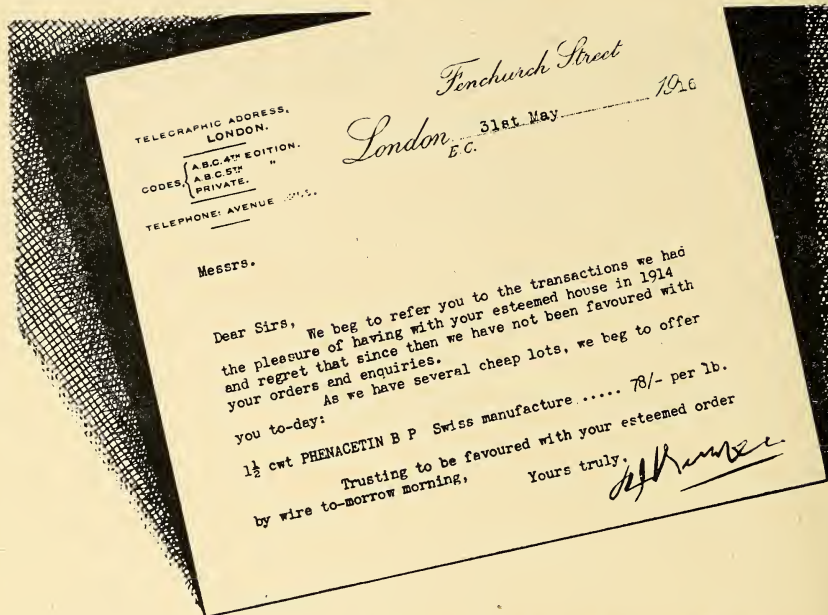 Fenchurch Street
London 31st May 1916
E.C.
TELEGRAPHIC ADDRESS,
LONDON.
CODES, A.B.C. 4TH EDITION.
A.B.C. 5TH "
PRIVATE.
TELEPHONE: AVENUE
Messrs.
Dear Sirs,
We beg to refer you to the transactions we had
the pleasure of having with your esteemed house in 1914
and regret that since then we have not been favoured with
your orders and enquiries.
As we have several cheap lots, we beg to offer
you to-day:
1½ cwt PHENACETIN B P Swiss manufacture ..... 78/- per lb.
Trusting to be favoured with your esteemed order
by wire to-morrow morning,
Yours truly.